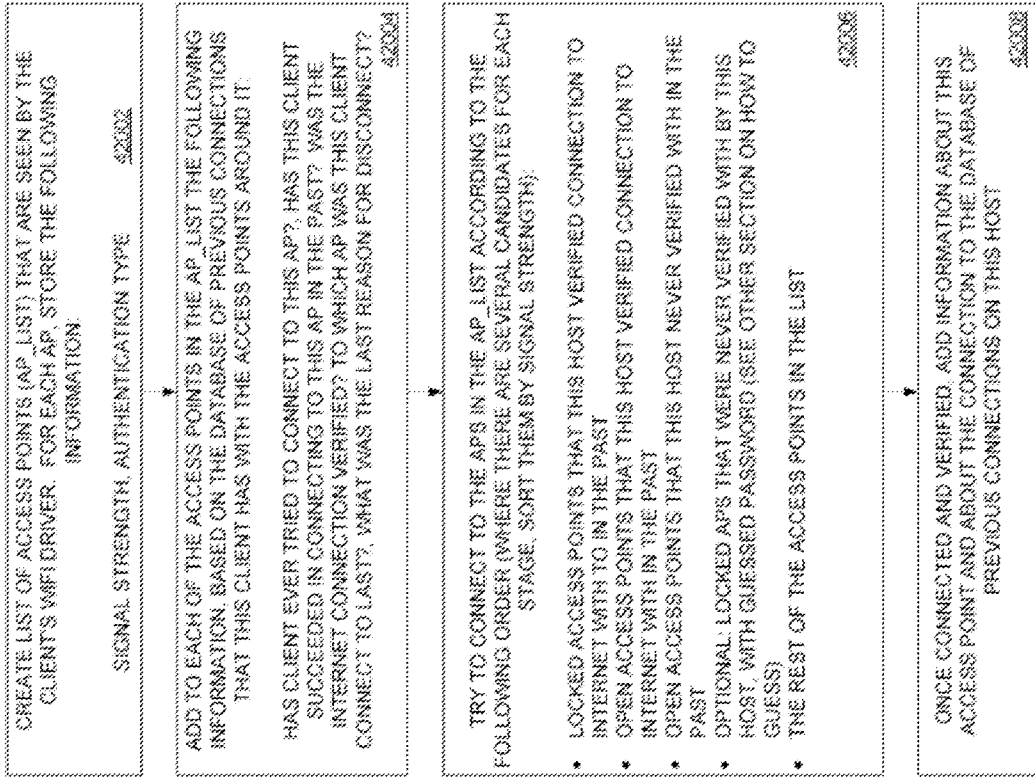 CREATE LIST OF ACCESS POINTS (AP_LIST) THAT ARE SEEN BY THE
CLIENT'S WIFI DRIVER. FOR EACH AP, STORE THE FOLLOWING
INFORMATION:
SIGNAL STRENGTH, AUTHENTICATION TYPE 42002
ADD TO EACH OF THE ACCESS POINTS IN THE AP_LIST THE FOLLOWING
INFORMATION, BASED ON THE DATABASE OF PREVIOUS CONNECTIONS
THAT THIS CLIENT HAS WITH THE ACCESS POINTS AROUND IT:
HAS CLIENT EVER TRIED TO CONNECT TO THIS AP?, HAS THIS CLIENT
SUCCEEDED IN CONNECTING TO THIS AP IN THE PAST? WAS THE
INTERNET CONNECTION VERIFIED? TO WHICH AP WAS THIS CLIENT
CONNECT TO LAST?, WHAT WAS THE LAST REASON FOR DISCONNECT?
42004
TRY TO CONNECT TO THE APS IN THE AP_LIST ACCORDING TO THE
FOLLOWING ORDER (WHERE THERE ARE SEVERAL CANDIDATES FOR EACH
STAGE, SORT THEM BY SIGNAL STRENGTH):
• LOCKED ACCESS POINTS THAT THIS HOST VERIFIED CONNECTION TO
INTERNET WITH TO IN THE PAST
• OPEN ACCESS POINTS THAT THIS HOST VERIFIED CONNECTION TO
INTERNET WITH IN THE PAST
• OPEN ACCESS POINTS THAT THIS HOST NEVER VERIFIED WITH IN THE
PAST
• OPTIONAL: LOCKED APS THAT WERE NEVER VERIFIED WITH BY THIS
HOST, WITH GUESSED PASSWORD (SEE OTHER SECTION ON HOW TO
GUESS)
• THE REST OF THE ACCESS POINTS IN THE LIST
42006
ONCE CONNECTED AND VERIFIED, ADD INFORMATION ABOUT THIS
ACCESS POINT AND ABOUT THE CONNECTION TO THE DATABASE OF
PREVIOUS CONNECTIONS ON THIS HOST
42008